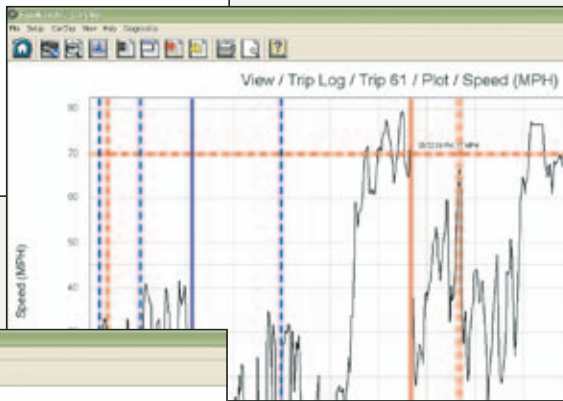 File Setup CarChip View Help Diagnostics
View / Trip Log / Trip 61 / Plot / Speed (MPH)
80
70
60
50
40
30
Speed (MPH)